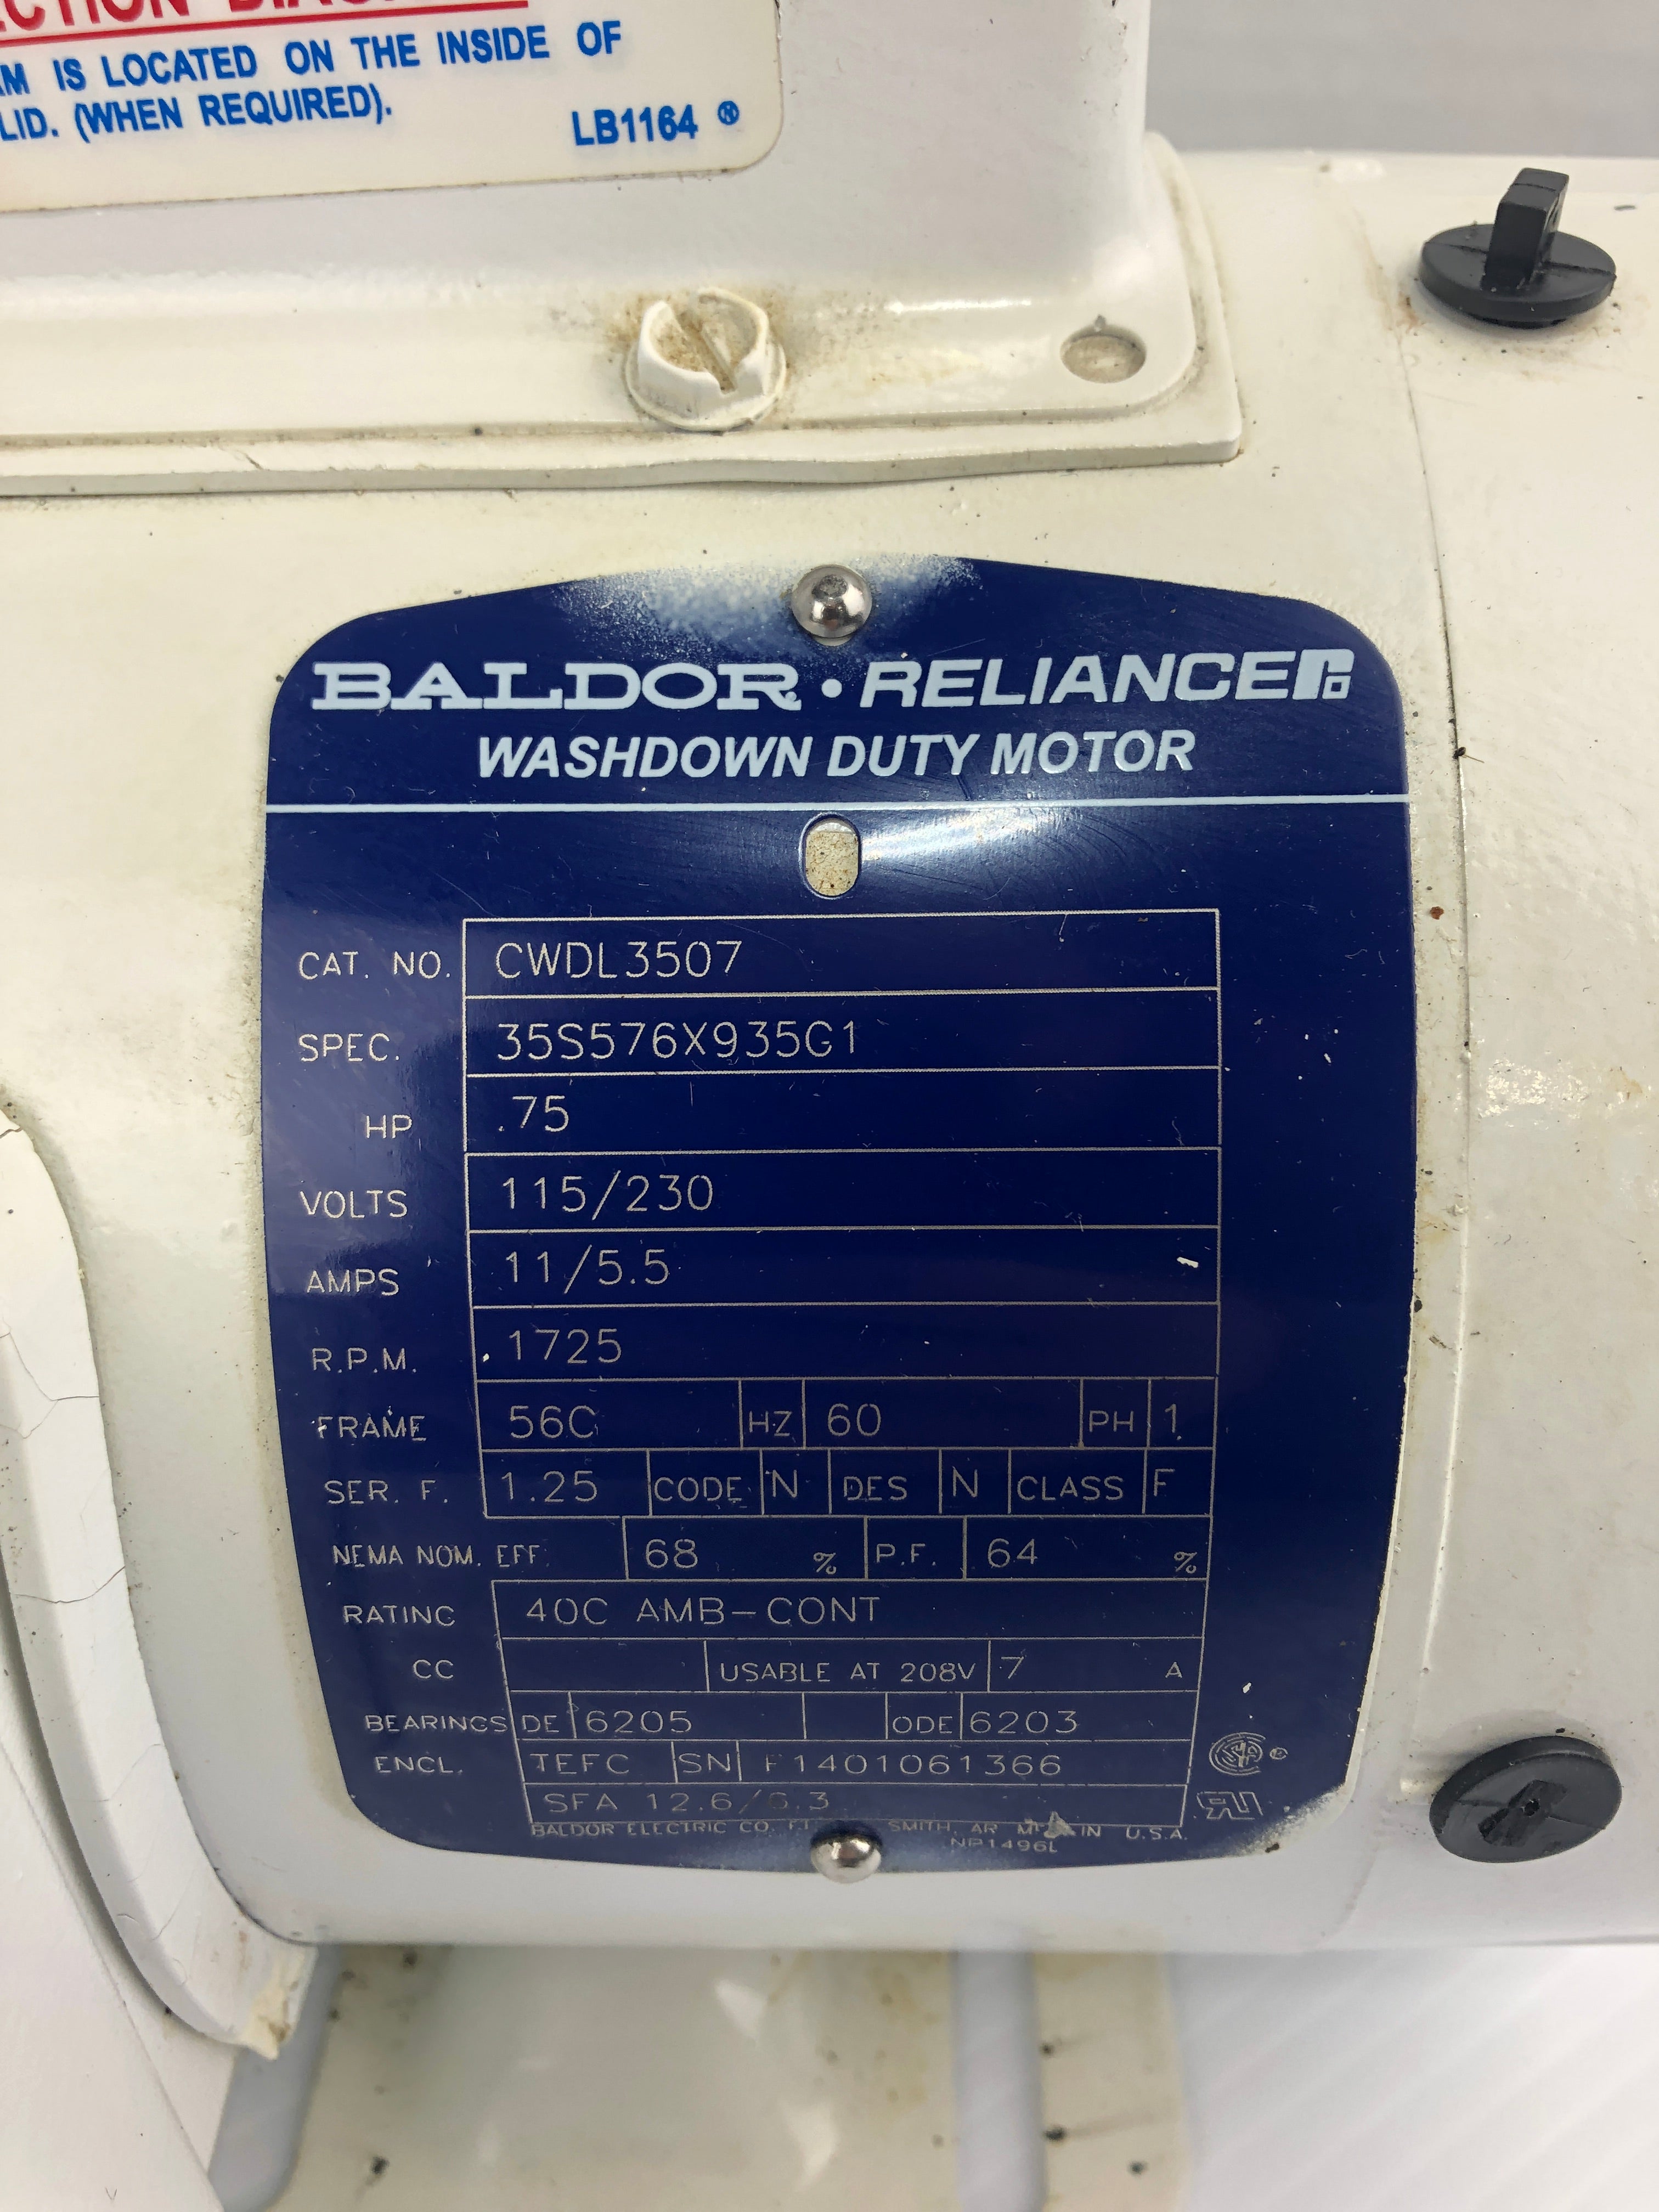 ECTION DIAGRAM
AM IS LOCATED ON THE INSIDE OF
LID. (WHEN REQUIRED).
LB1164
BALDOR · RELIANCE
WASHDOWN DUTY MOTOR
CAT. NO. CWDL3507
SPEC. 35S576X935G1
HP .75
VOLTS 115/230
AMPS 11/5.5
R.P.M. 1725
FRAME 56C HZ 60 PH 1
SER. F. 1.25 CODE N DES N CLASS F
NEMA NOM. EFF. 68 % P.F. 64 %
RATING 40C AMB-CONT
CC USABLE AT 208V 7 A
BEARINGS DE 6205 ODE 6203
ENCL. TEFC SN F1401061366
SFA 12.6/6.3
BALDOR ELECTRIC CO. SMITH, AR IN U.S.A.
NP1496L